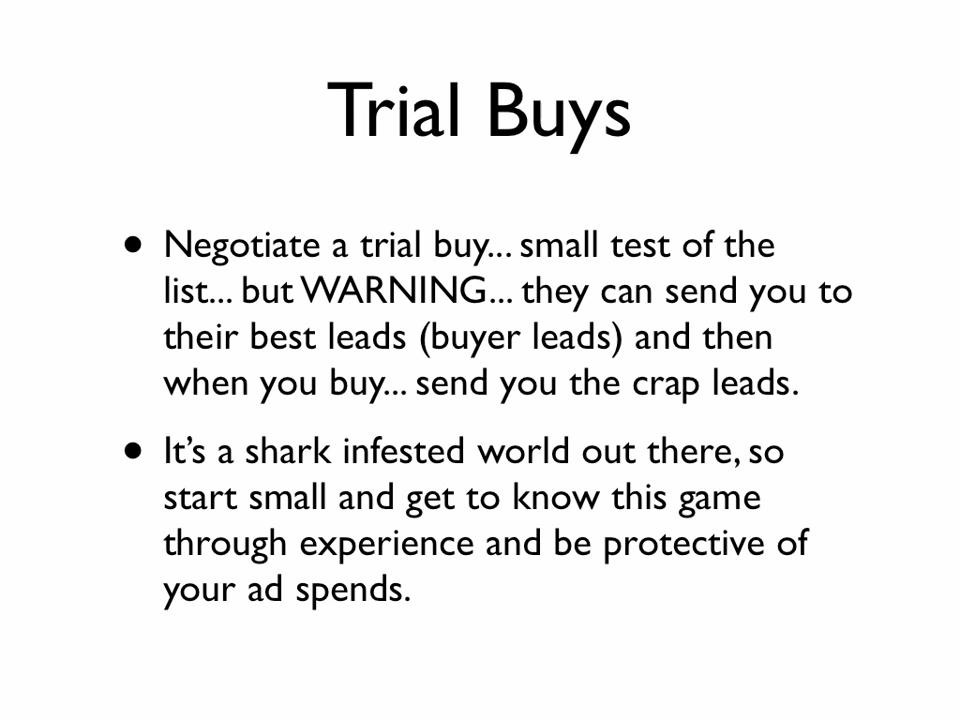 Trial Buys
• Negotiate a trial buy... small test of the
list... but WARNING... they can send you to
their best leads (buyer leads) and then
when you buy... send you the crap leads.
• It’s a shark infested world out there, so
start small and get to know this game
through experience and be protective of
your ad spends.